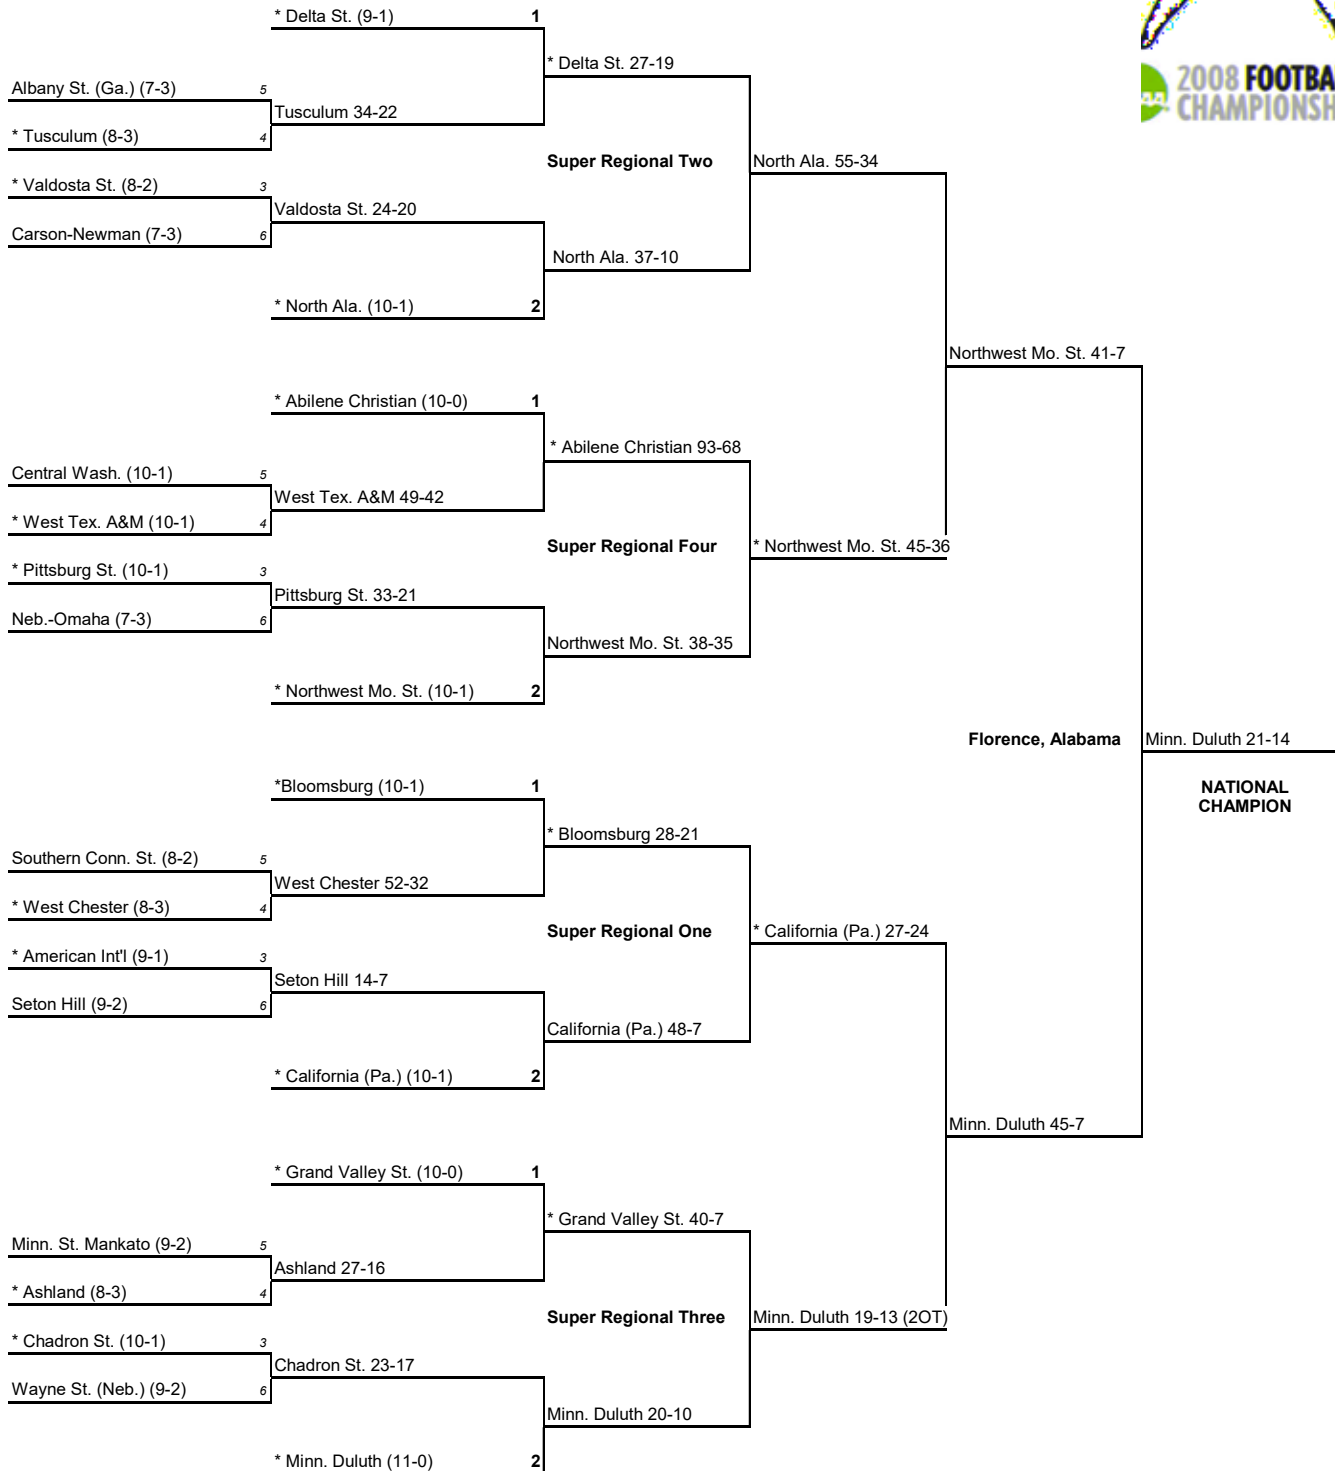 * Delta St. (9-1) 1
* Delta St. 27-19
2008 FOOTBA
CHAMPIONSH
Albany St. (Ga.) (7-3) 5
Tusculum 34-22
* Tusculum (8-3) 4
Super Regional Two
North Ala. 55-34
* Valdosta St. (8-2) 3
Valdosta St. 24-20
Carson-Newman (7-3) 6
North Ala. 37-10
* North Ala. (10-1) 2
Northwest Mo. St. 41-7
* Abilene Christian (10-0) 1
* Abilene Christian 93-68
Central Wash. (10-1) 5
West Tex. A&M 49-42
* West Tex. A&M (10-1) 4
Super Regional Four
* Northwest Mo. St. 45-36
* Pittsburg St. (10-1) 3
Pittsburg St. 33-21
Neb.-Omaha (7-3) 6
Northwest Mo. St. 38-35
* Northwest Mo. St. (10-1) 2
Florence, Alabama
Minn. Duluth 21-14
NATIONAL
CHAMPION
*Bloomsburg (10-1) 1
* Bloomsburg 28-21
Southern Conn. St. (8-2) 5
West Chester 52-32
* West Chester (8-3) 4
Super Regional One
* California (Pa.) 27-24
* American Int'l (9-1) 3
Seton Hill 14-7
Seton Hill (9-2) 6
California (Pa.) 48-7
* California (Pa.) (10-1) 2
Minn. Duluth 45-7
* Grand Valley St. (10-0) 1
* Grand Valley St. 40-7
Minn. St. Mankato (9-2) 5
Ashland 27-16
* Ashland (8-3) 4
Super Regional Three
Minn. Duluth 19-13 (2OT)
* Chadron St. (10-1) 3
Chadron St. 23-17
Wayne St. (Neb.) (9-2) 6
Minn. Duluth 20-10
* Minn. Duluth (11-0) 2